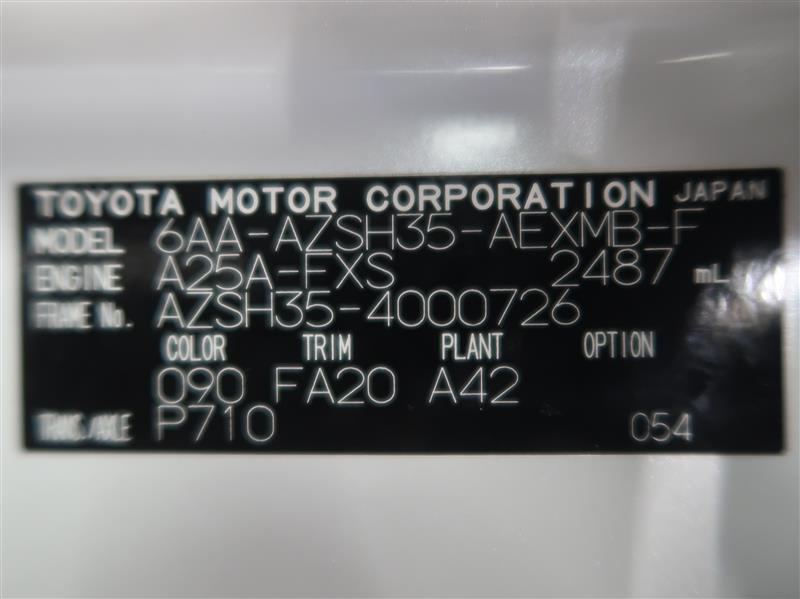 TOYOTA MOTOR CORPORATION JAPAN
MODEL 6AA-AZSH35-AEXMB-F
ENGINE A25A-FXS 2487 mL
FRAME No. AZSH35-4000726
COLOR TRIM PLANT OPTION
090 FA20 A42
TRANS./AXLE P710 054